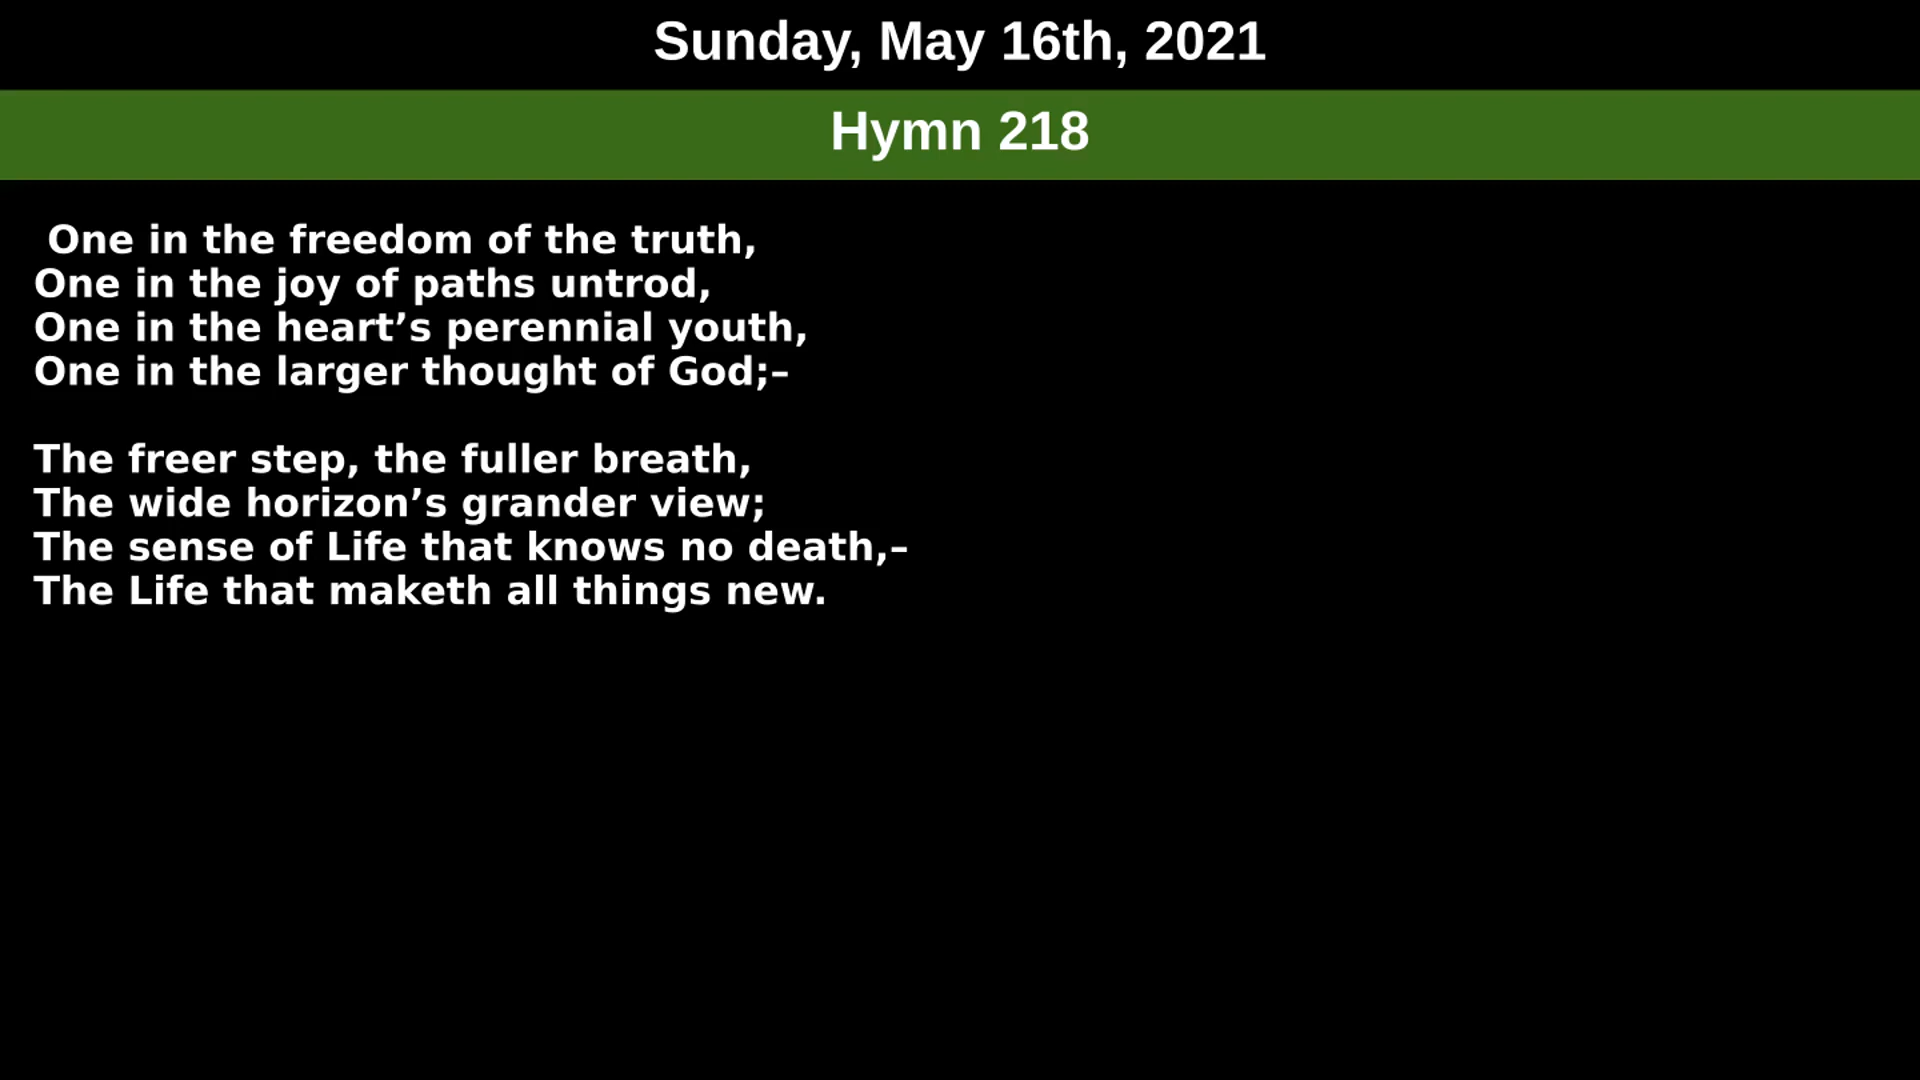 Sunday, May 16th, 2021
Hymn 218
One in the freedom of the truth,
One in the joy of paths untrod,
One in the heart’s perennial youth,
One in the larger thought of God;–
The freer step, the fuller breath,
The wide horizon’s grander view;
The sense of Life that knows no death,–
The Life that maketh all things new.